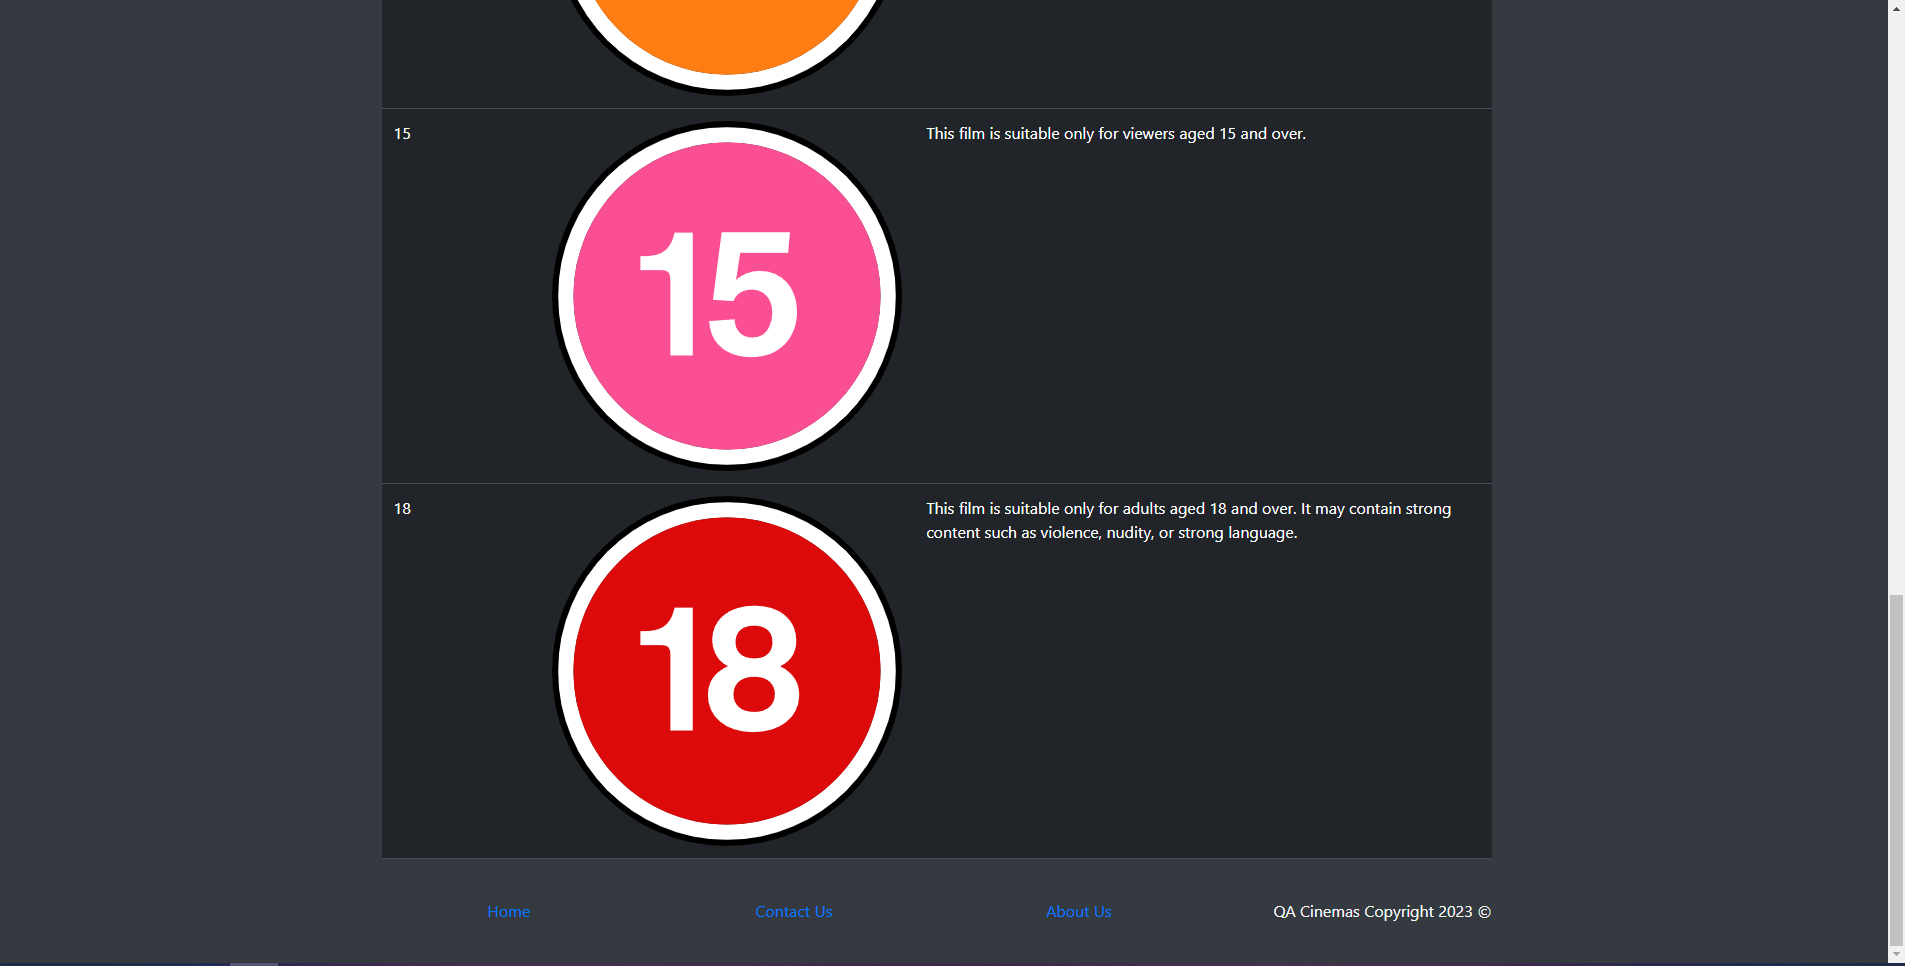 15
15
This film is suitable only for viewers aged 15 and over.
18
18
This film is suitable only for adults aged 18 and over. It may contain strong
content such as violence, nudity, or strong language.
Home
Contact Us
About Us
QA Cinemas Copyright 2023 ©